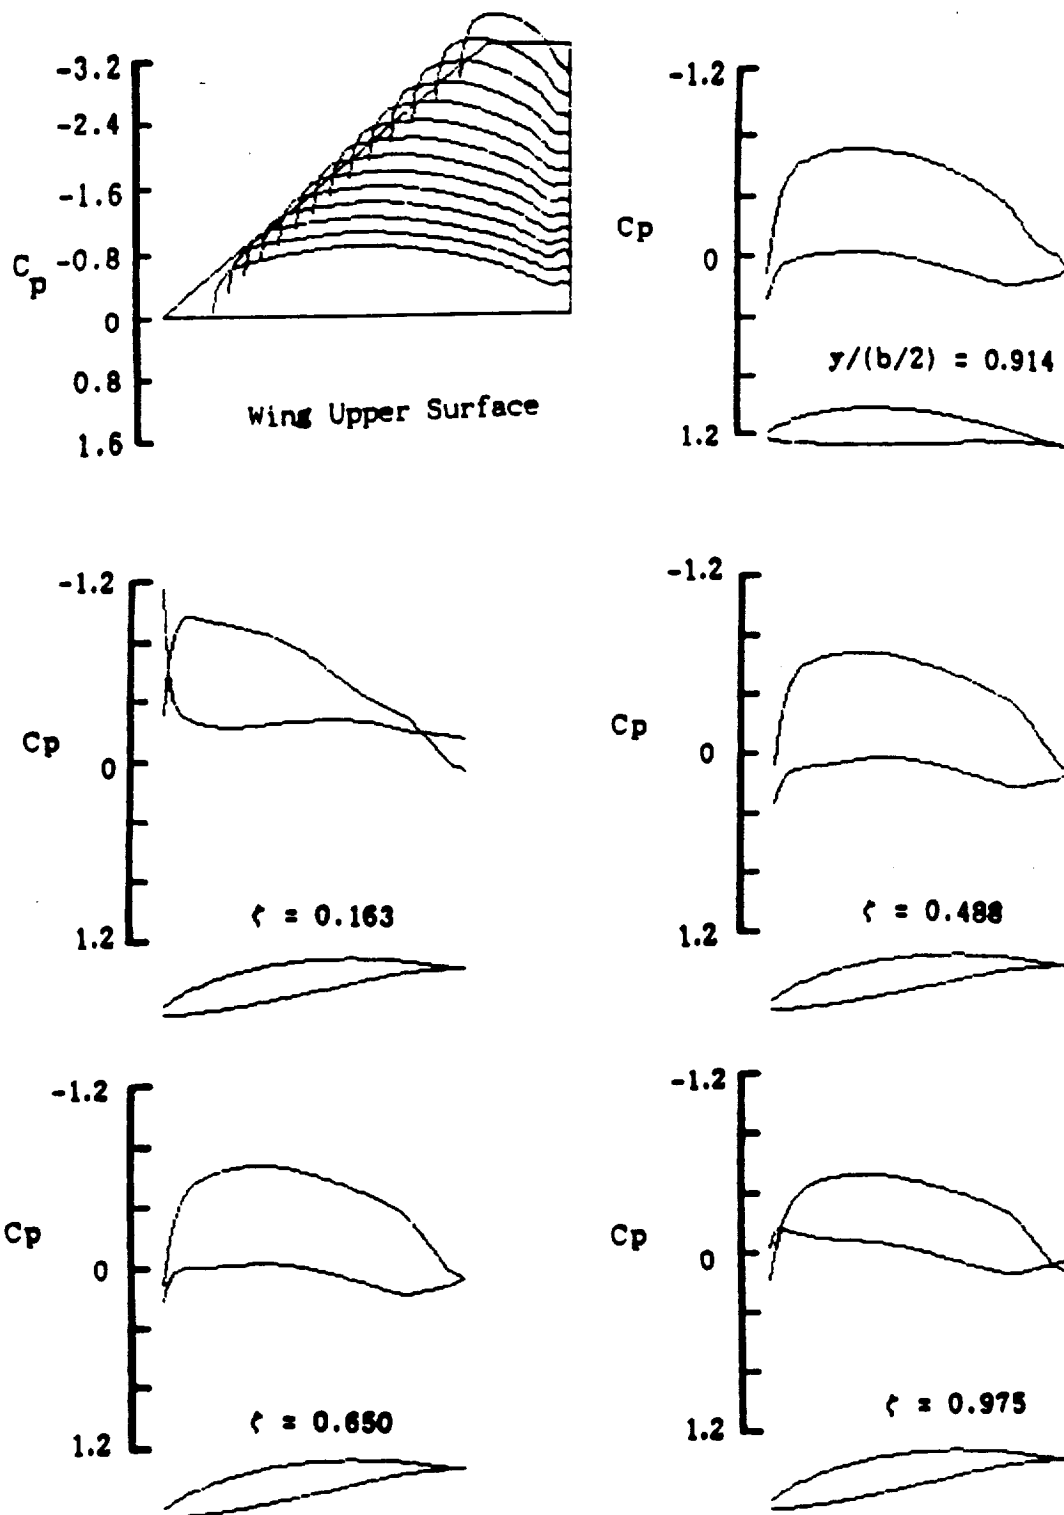 -3.2
-2.4
-1.6
-0.8
0
0.8
1.6
Cp
Wing Upper Surface
-1.2
0
1.2
Cp
y/(b/2) = 0.914
-1.2
0
1.2
Cp
ζ = 0.163
-1.2
0
1.2
Cp
ζ = 0.488
-1.2
0
1.2
Cp
ζ = 0.650
-1.2
0
1.2
Cp
ζ = 0.975